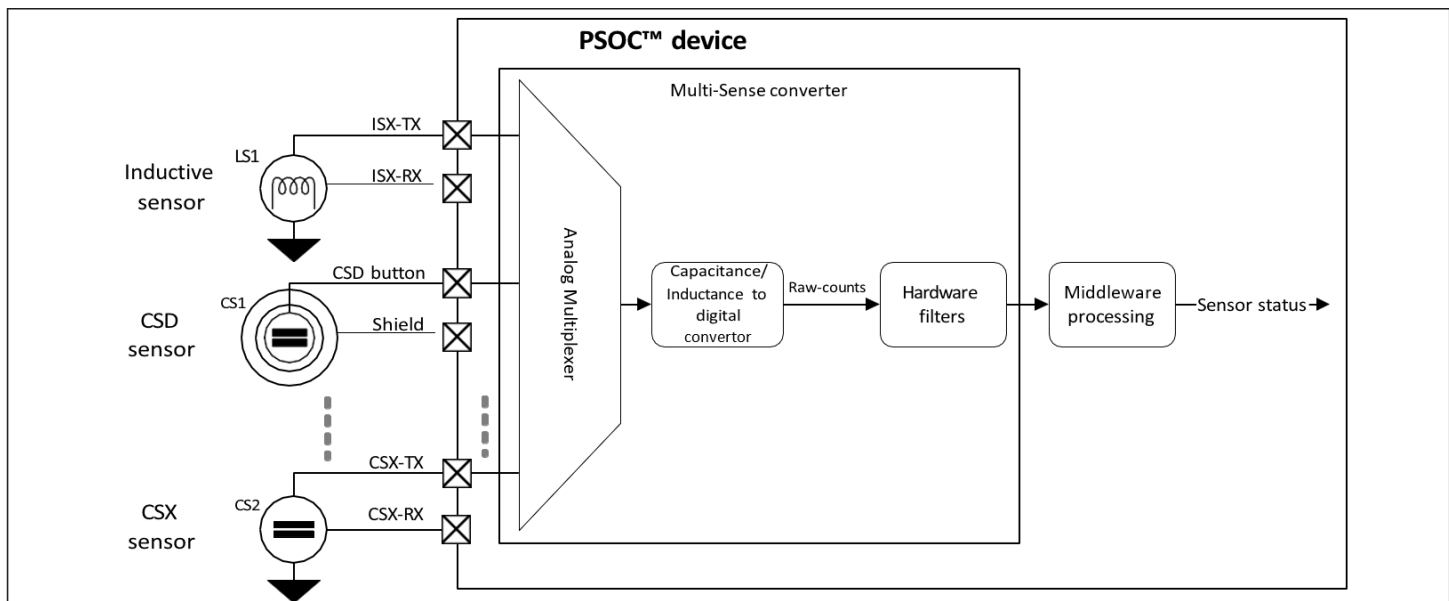 PSOC™ device
Multi-Sense converter
ISX-TX
LS1
Inductive
sensor
ISX-RX
CSD button
CS1
CSD
sensor
Shield
Analog Multiplexer
Capacitance/
Inductance to
digital
convertor
Raw-counts
Hardware
filters
Middleware
processing
Sensor status
CSX-TX
CS2
CSX
sensor
CSX-RX